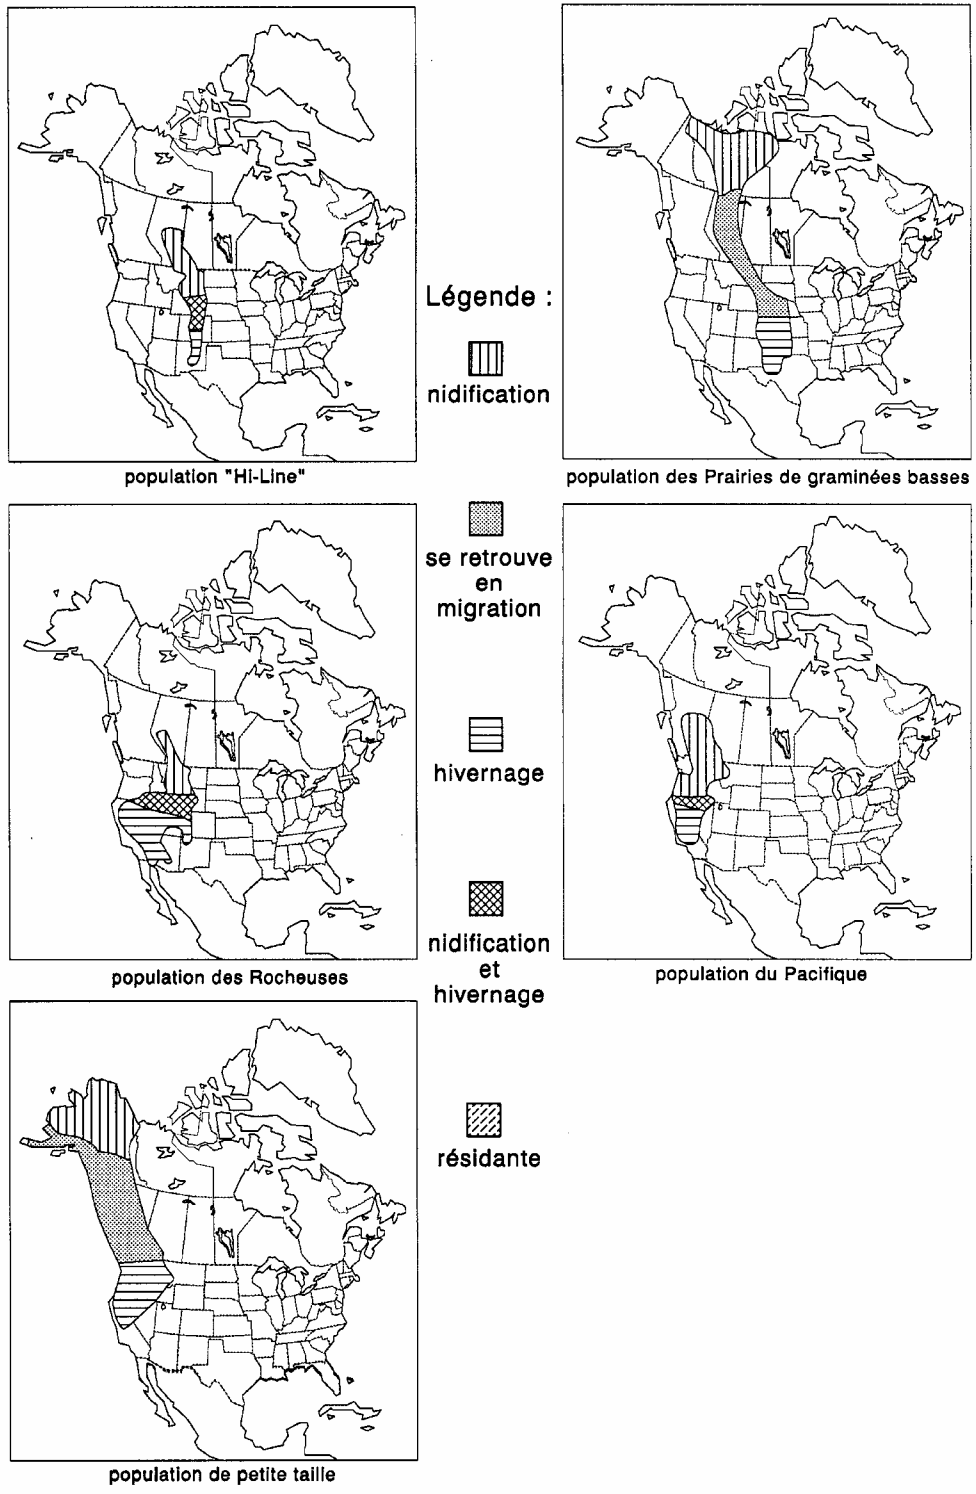 population "Hi-Line"
population des Prairies de graminées basses
Légende :
nidification
se retrouve
en
migration
hivernage
nidification
et
hivernage
résidante
population des Rocheuses
population du Pacifique
population de petite taille